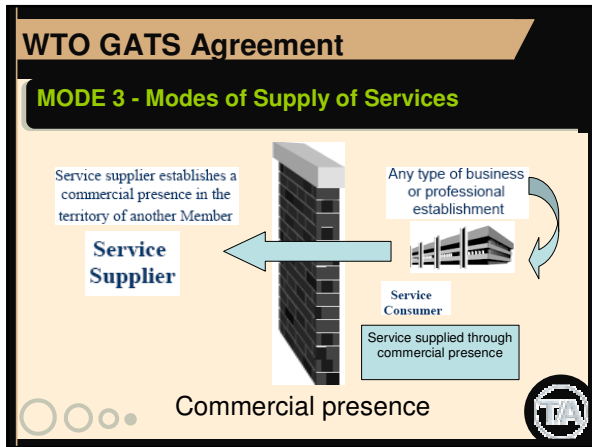 WTO GATS Agreement
MODE 3 - Modes of Supply of Services
Service supplier establishes a
commercial presence in the
territory of another Member
Service
Supplier
Any type of business
or professional
establishment
Service
Consumer
Service supplied through
commercial presence
Commercial presence
TA